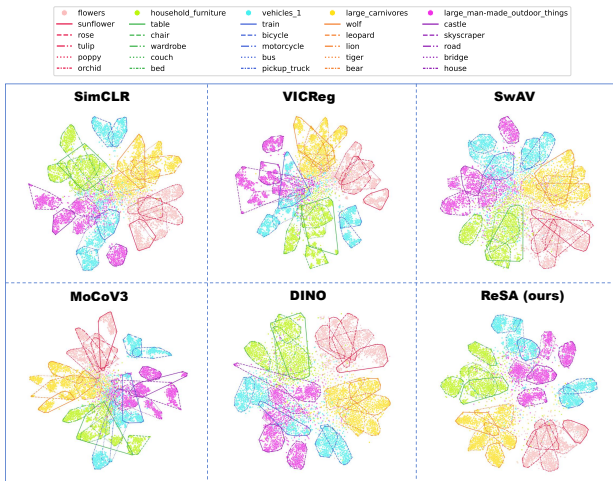 flowers household_furniture vehicles_1 large_carnivores large_man-made_outdoor_things
sunflower table train wolf castle
rose chair bicycle leopard skyscraper
tulip wardrobe motorcycle lion road
poppy couch bus tiger bridge
orchid bed pickup_truck bear house
SimCLR VICReg SwAV
MoCoV3 DINO ReSA (ours)